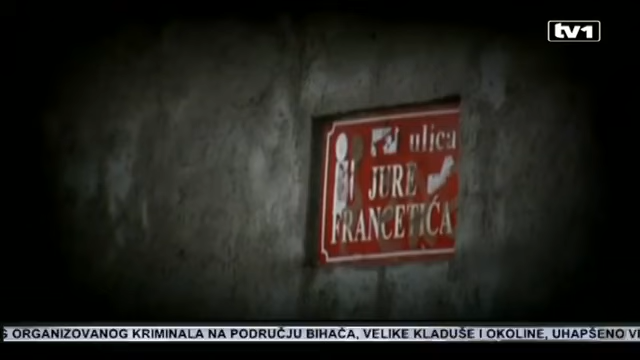 tv1
ulica
JURE
FRANCETIĆA
ORGANIZOVANOG KRIMINALA NA PODRUČJU BIHAĆA, VELIKE KLADUŠE I OKOLINE, UHAPŠENO